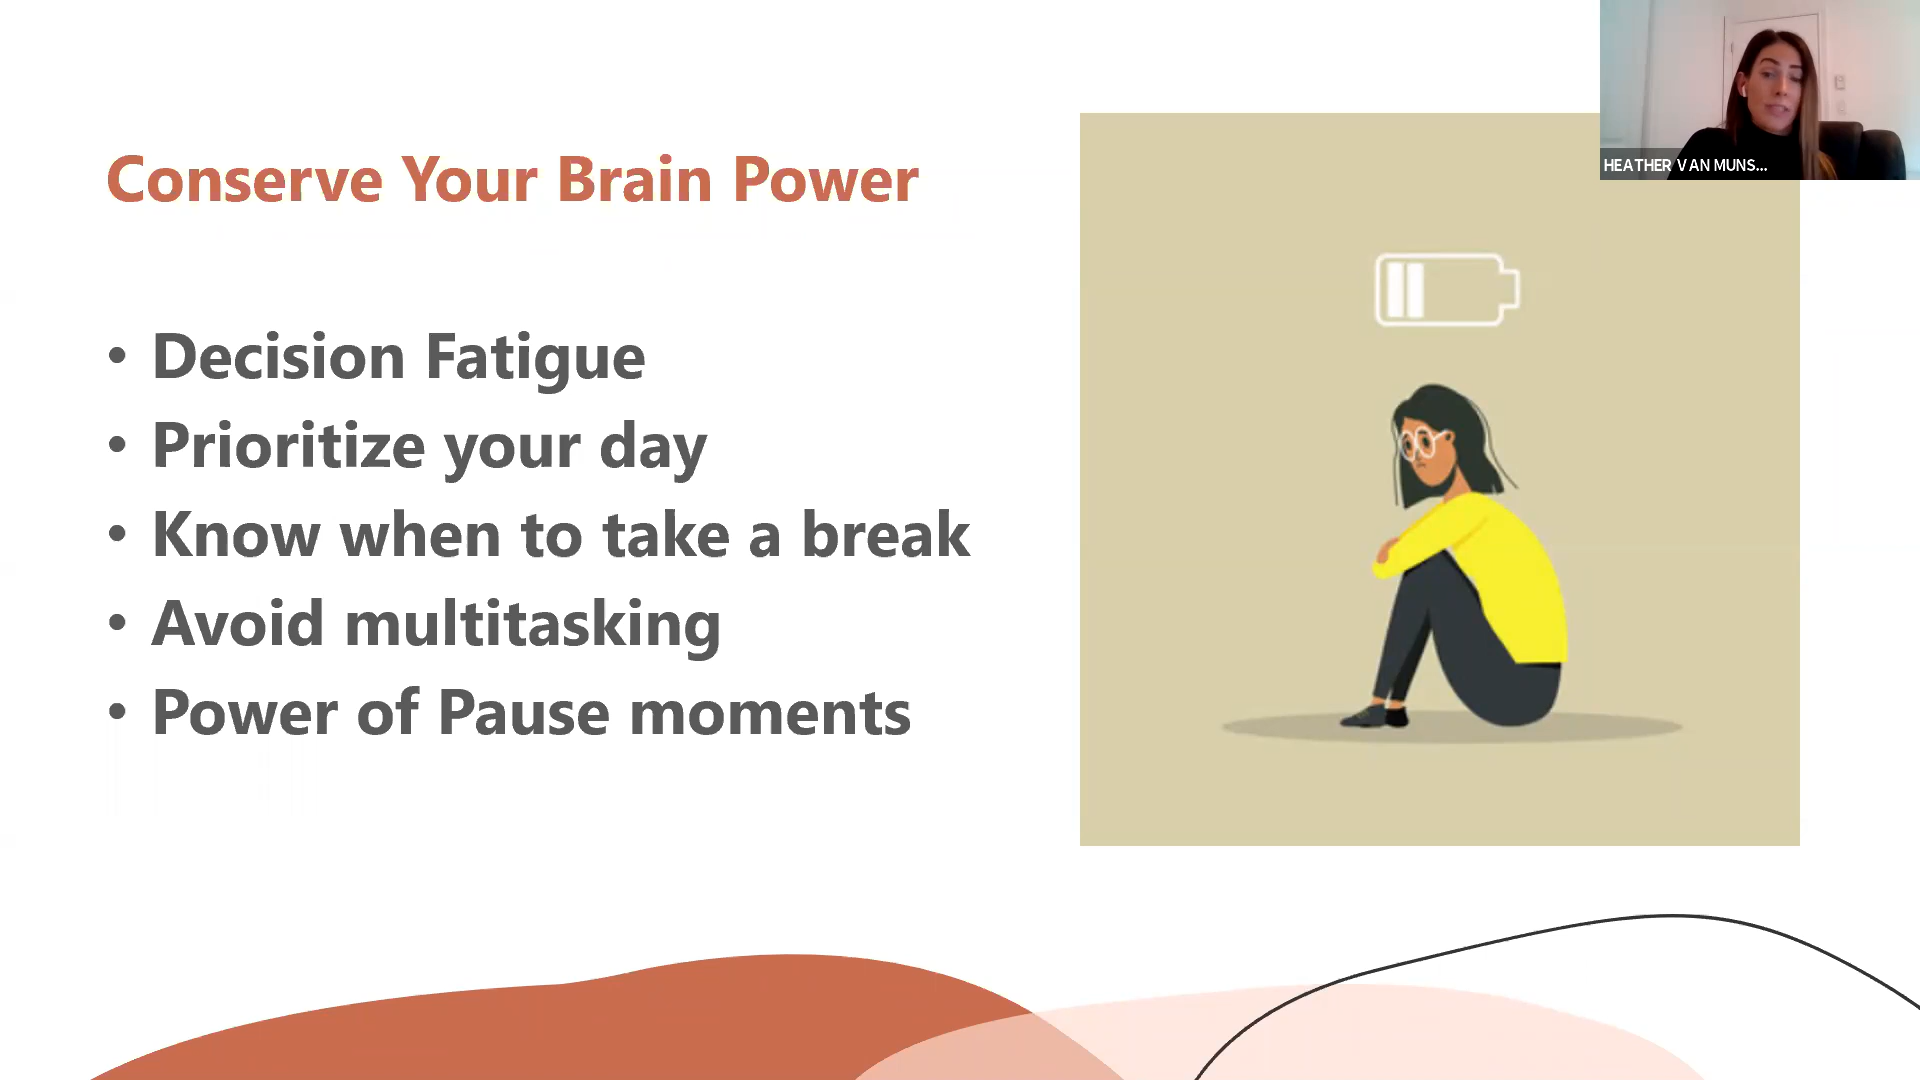 Conserve Your Brain Power
• Decision Fatigue
• Prioritize your day
• Know when to take a break
• Avoid multitasking
• Power of Pause moments
HEATHER VAN MUNS...